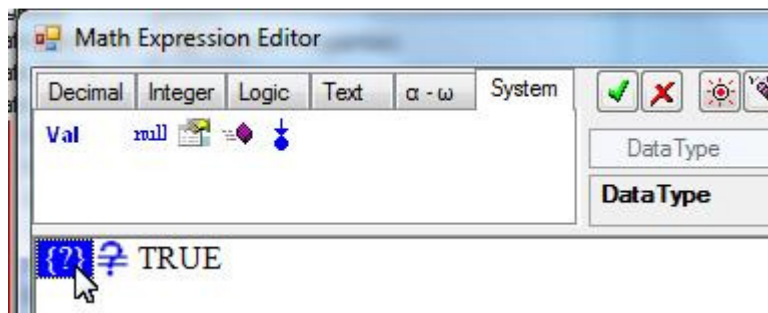 Math Expression Editor
Decimal Integer Logic Text α - ω System
Val null
DataType
DataType
{?} ≟ TRUE